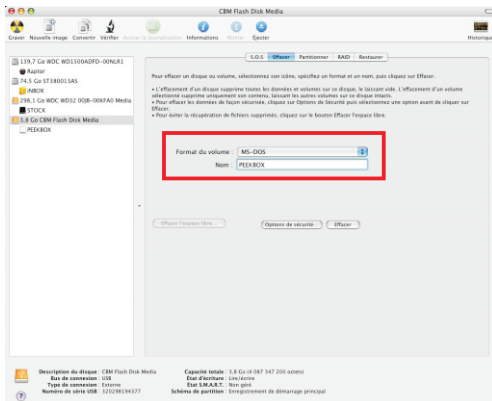 CBM Flash Disk Media
Graver Nouvelle image Convertir Vérifier Activer la journalisation Informations Monter Éjecter Historique
139,7 Go WDC WD1500ADFD-00NLR1
Raptor
74,5 Go ST380013AS
INBOX
298,1 Go WDC WD32 00JB-00KFA0 Media
STOCK
3,8 Go CBM Flash Disk Media
PEEKBOX
S.O.S Effacer Partitionner RAID Restaurer
Pour effacer un disque ou volume, sélectionnez son icône, spécifiez un format et un nom, puis cliquez sur Effacer.
• L'effacement d'un disque supprime toutes les données et volumes sur ce disque, le laissant vide. L'effacement d'un volume
sélectionné supprime uniquement son contenu, laissant les autres volumes sur ce disque intacts.
• Pour effacer les données de façon sécurisée, cliquez sur Options de Sécurité puis sélectionnez une option avant de cliquer sur
Effacer.
• Pour éviter la récupération de fichiers supprimés, cliquez sur le bouton Effacer l'espace libre.
Format du volume : MS-DOS
Nom : PEEKBOX
Effacer l'espace libre... Options de sécurité Effacer
Description du disque : CBM Flash Disk Media
Bus de connexion : USB
Type de connexion : Externe
Numéro de série USB : 320298194377
Capacité totale : 3,8 Go (4 087 347 200 octets)
État d'écriture : Lire/écrire
État S.M.A.R.T. : Non géré
Schéma de partition : Enregistrement de démarrage principal